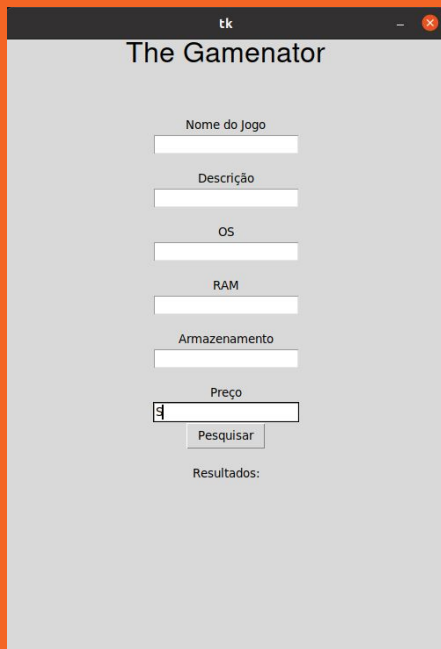 tk
The Gamenator
Nome do Jogo
Descrição
OS
RAM
Armazenamento
Preço
S
Pesquisar
Resultados: